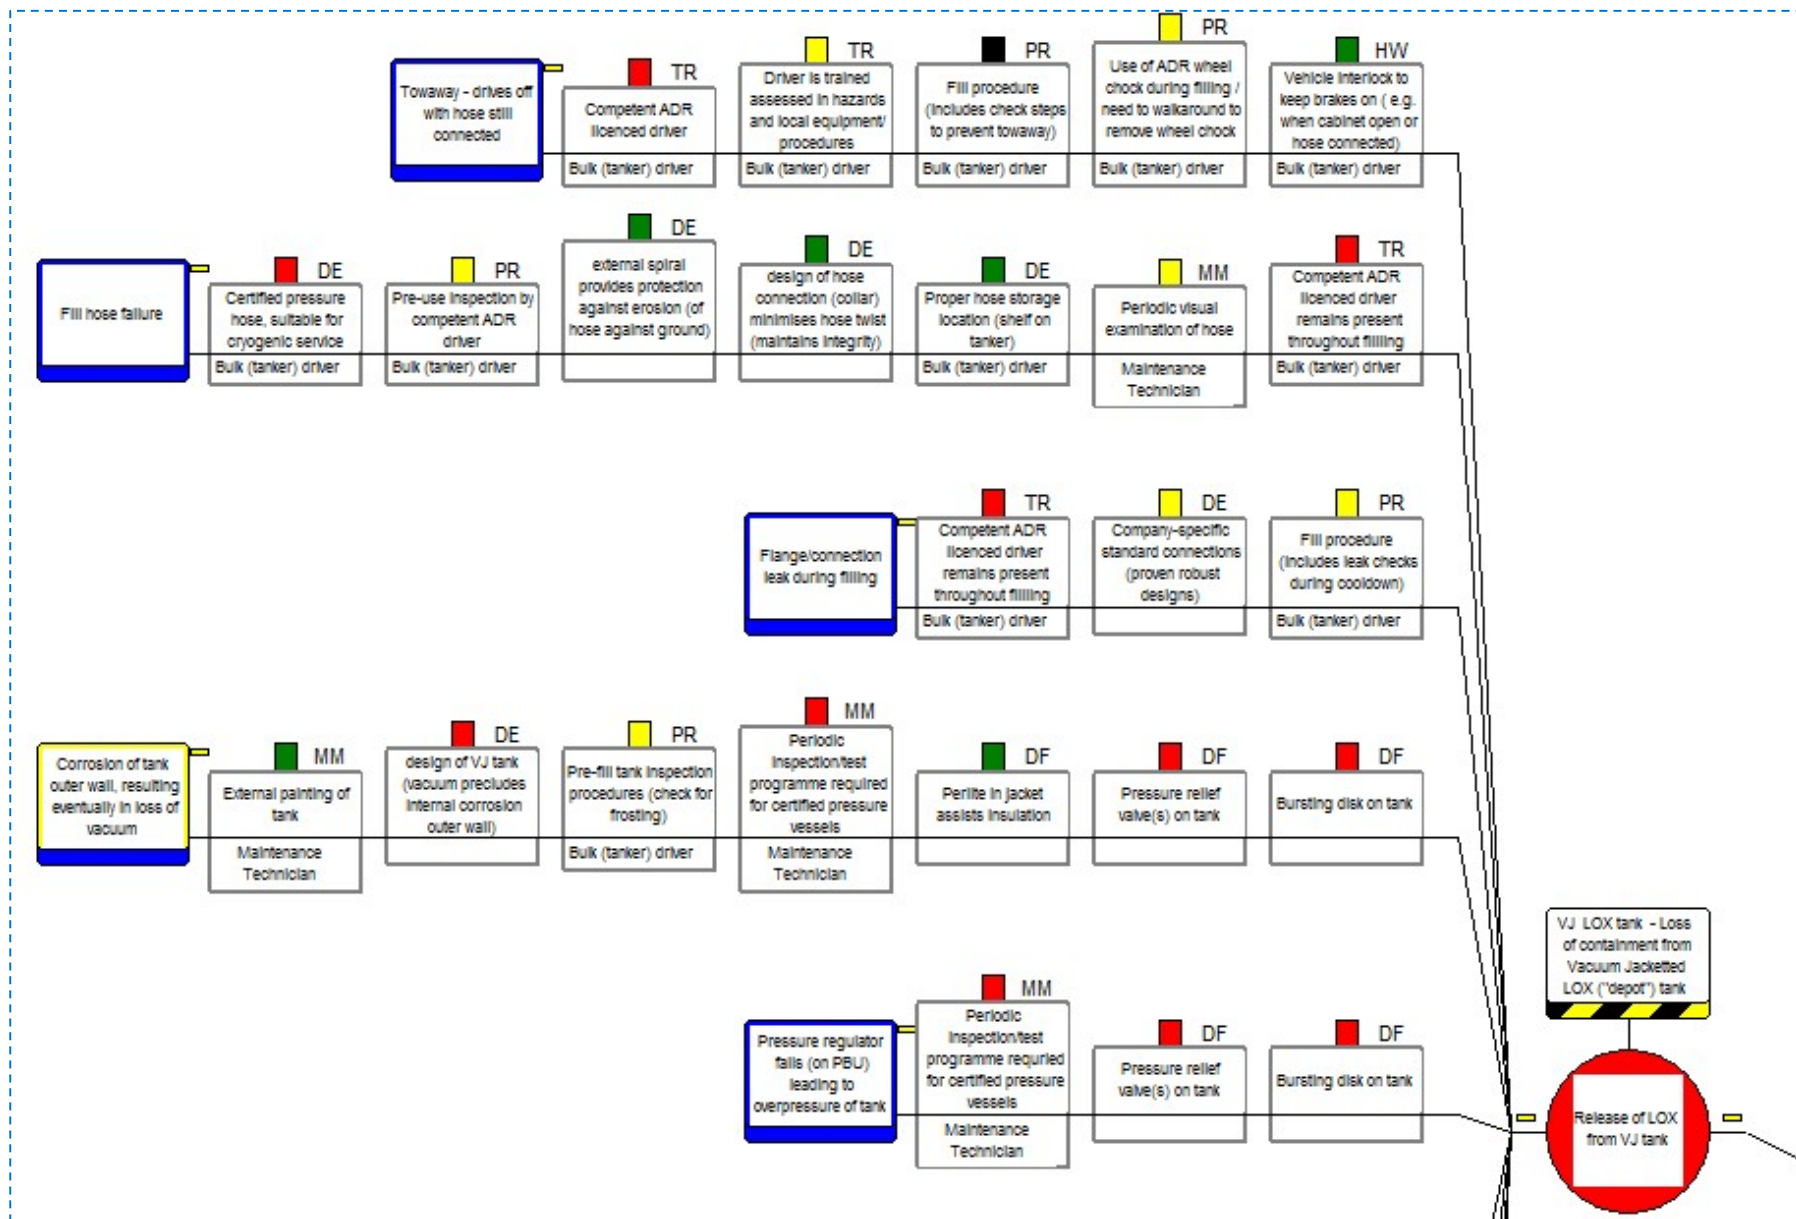 TR
TR
PR
PR
HW
Towaway - drives off
with hose still
connected
Competent ADR
licenced driver
Bulk (tanker) driver
Driver is trained
assessed in hazards
and local equipment/
procedures
Bulk (tanker) driver
Fill procedure
(includes check steps
to prevent towaway)
Bulk (tanker) driver
Use of ADR wheel
chock during filling /
need to walkaround to
remove wheel chock
Bulk (tanker) driver
Vehicle interlock to
keep brakes on ( e.g.
when cabinet open or
hose connected)
Bulk (tanker) driver
DE
PR
DE
DE
DE
MM
TR
Fill hose failure
Certified pressure
hose, suitable for
cryogenic service
Bulk (tanker) driver
Pre-use inspection by
competent ADR
driver
Bulk (tanker) driver
external spiral
provides protection
against erosion (of
hose against ground)
design of hose
connection (collar)
minimises hose twist
(maintains integrity)
Proper hose storage
location (shelf on
tanker)
Bulk (tanker) driver
Periodic visual
examination of hose
Maintenance
Technician
Competent ADR
licenced driver
remains present
throughout fillling
Bulk (tanker) driver
TR
DE
PR
Flange/connection
leak during filling
Competent ADR
licenced driver
remains present
throughout fillling
Bulk (tanker) driver
Company-specific
standard connections
(proven robust
designs)
Fill procedure
(includes leak checks
during cooldown)
Bulk (tanker) driver
MM
DE
PR
MM
DF
DF
DF
Corrosion of tank
outer wall, resulting
eventually in loss of
vacuum
External painting of
tank
Maintenance
Technician
design of VJ tank
(vacuum precludes
internal corrosion
outer wall)
Pre-fill tank inspection
procedures (check for
frosting)
Bulk (tanker) driver
Periodic
inspection/test
programme required
for certified pressure
vessels
Maintenance
Technician
Perlite in jacket
assists insulation
Pressure relief
valve(s) on tank
Bursting disk on tank
VJ LOX tank - Loss
of containment from
Vacuum Jacketted
LOX ("depot") tank
MM
DF
DF
Pressure regulator
fails (on PBU)
leading to
overpressure of tank
Periodic
inspection/test
programme requried
for certified pressure
vessels
Maintenance
Technician
Pressure relief
valve(s) on tank
Bursting disk on tank
Release of LOX
from VJ tank